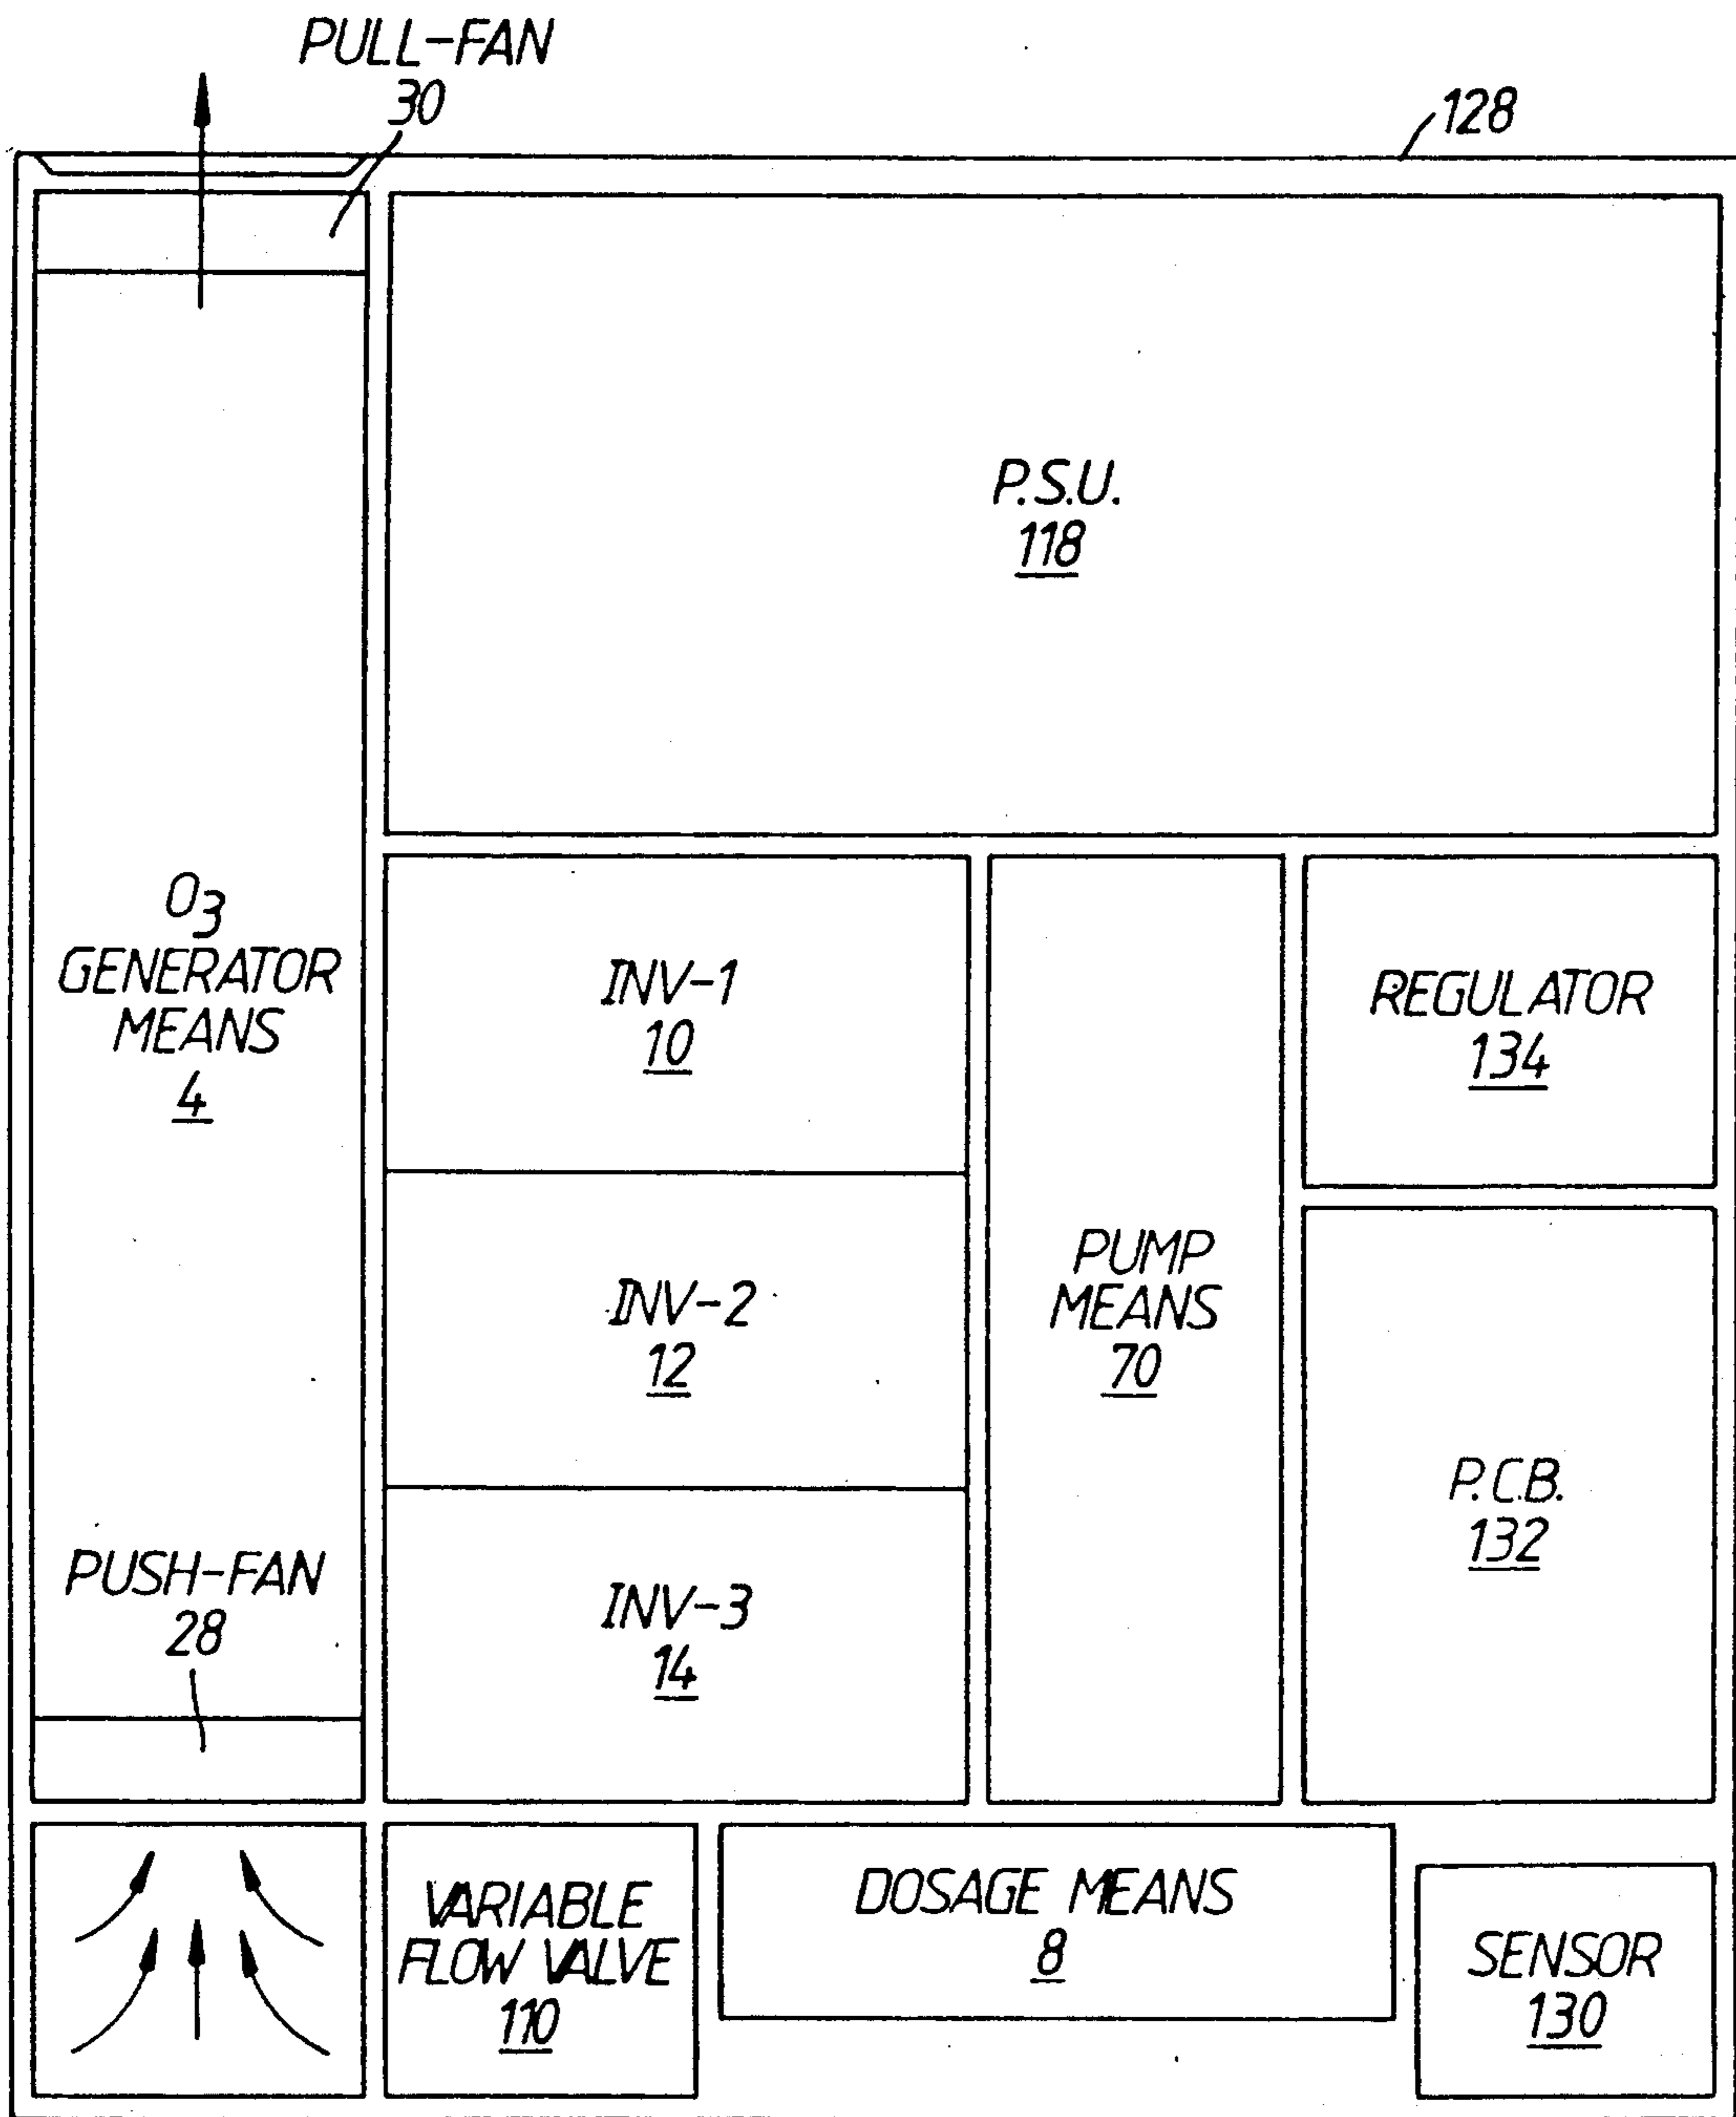 PULL-FAN
30
128
P.S.U.
118
O3
GENERATOR
MEANS
4
INV-1
10
INV-2
12
INV-3
14
PUMP
MEANS
70
REGULATOR
134
P.C.B.
132
PUSH-FAN
28
VARIABLE
FLOW VALVE
110
DOSAGE MEANS
8
SENSOR
130